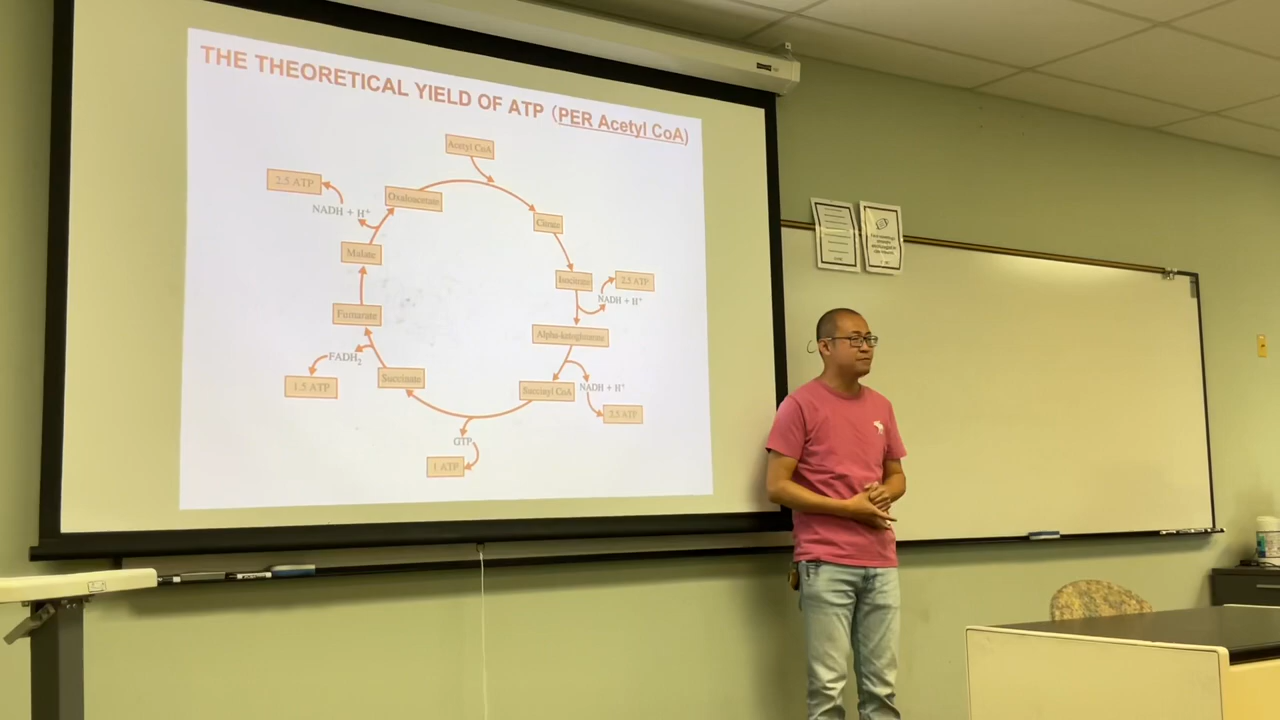 THE THEORETICAL YIELD OF ATP (PER Acetyl CoA)
Acetyl CoA
2.5 ATP
NADH + H⁺
Oxaloacetate
Citrate
Malate
Isocitrate
2.5 ATP
NADH + H⁺
Fumarate
Alpha-ketoglutarate
FADH₂
1.5 ATP
Succinate
Succinyl CoA
NADH + H⁺
2.5 ATP
GTP
1 ATP